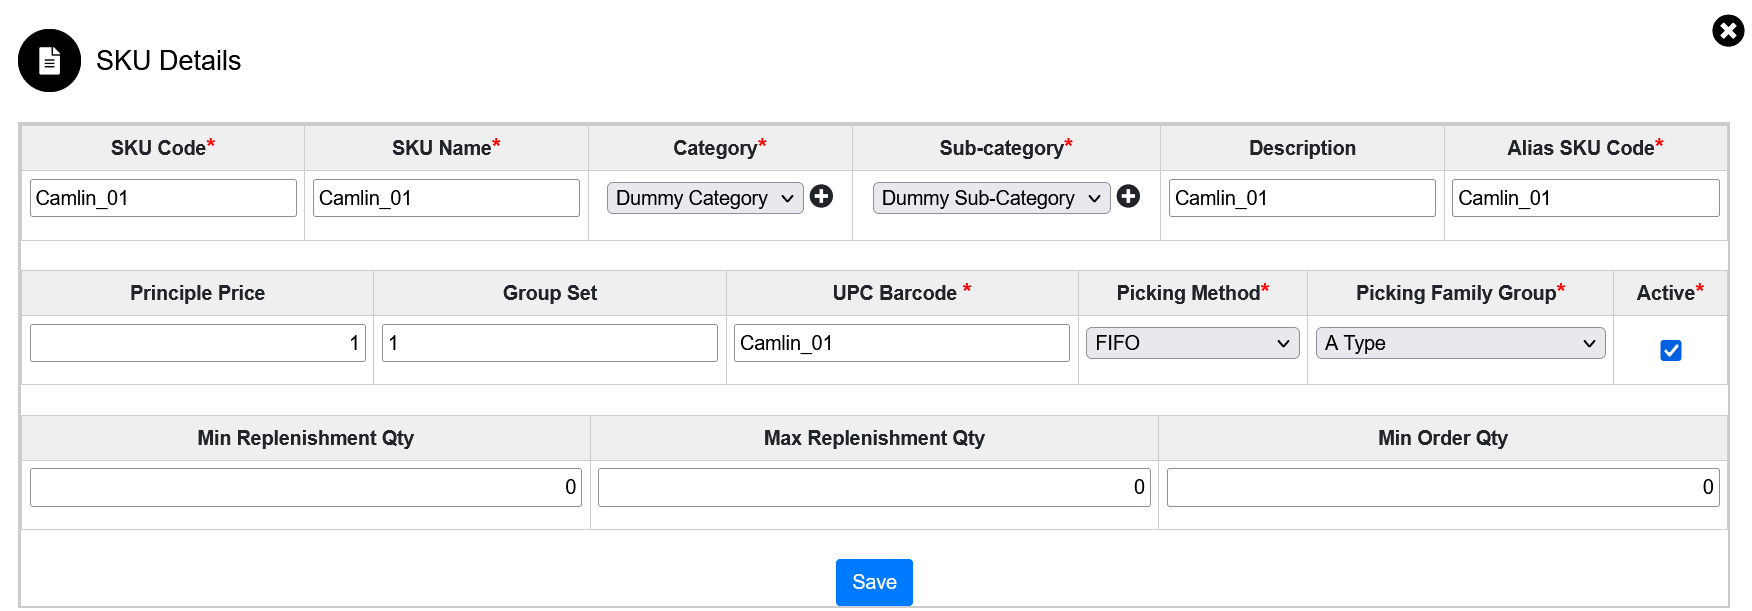 SKU Details
SKU Code* SKU Name* Category* Sub-category* Description Alias SKU Code*
Camlin_01 Camlin_01 Dummy Category Dummy Sub-Category Camlin_01 Camlin_01
Principle Price Group Set UPC Barcode * Picking Method* Picking Family Group* Active*
1 1 Camlin_01 FIFO A Type
Min Replenishment Qty Max Replenishment Qty Min Order Qty
0 0 0
Save